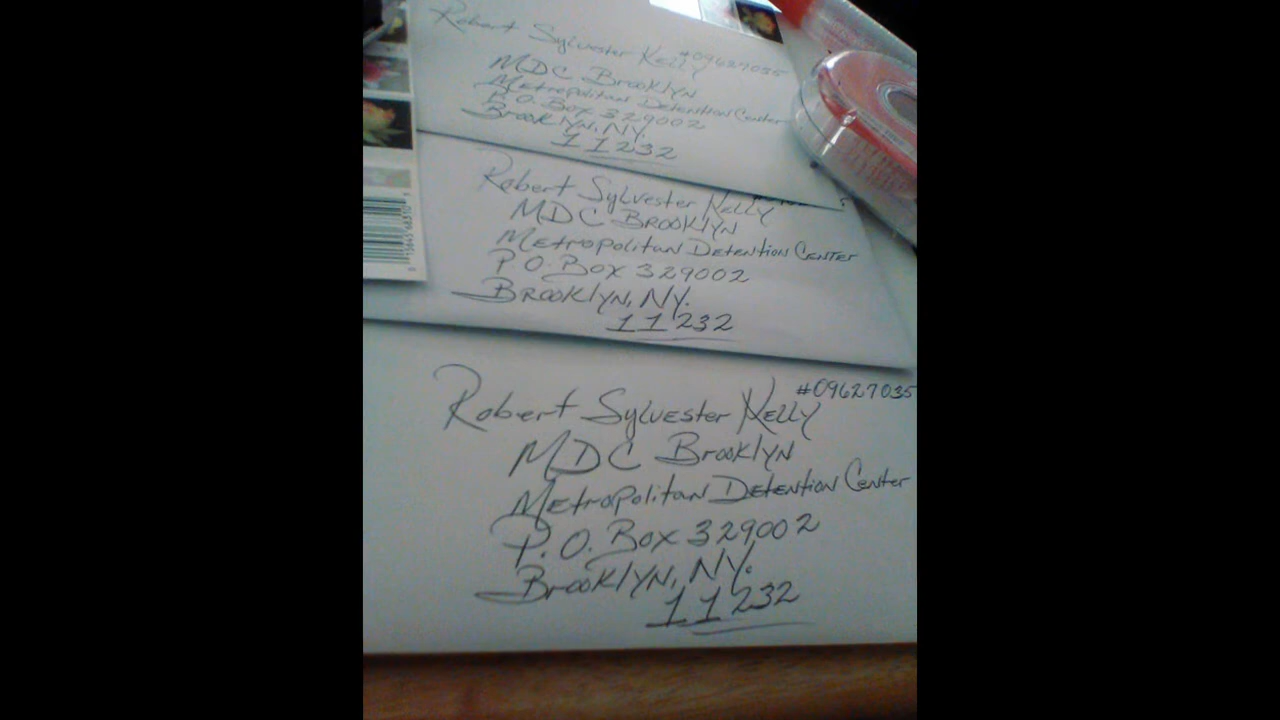 Robert Sylvester Kelly #09627035
MDC Brooklyn
Metropolitan Detention Center
P.O. Box 329002
Brooklyn, NY.
11232
Robert Sylvester Kelly
MDC Brooklyn
Metropolitan Detention Center
P.O. Box 329002
Brooklyn, NY.
11232
Robert Sylvester Kelly #09627035
MDC Brooklyn
Metropolitan Detention Center
P.O. Box 329002
Brooklyn, NY.
11232